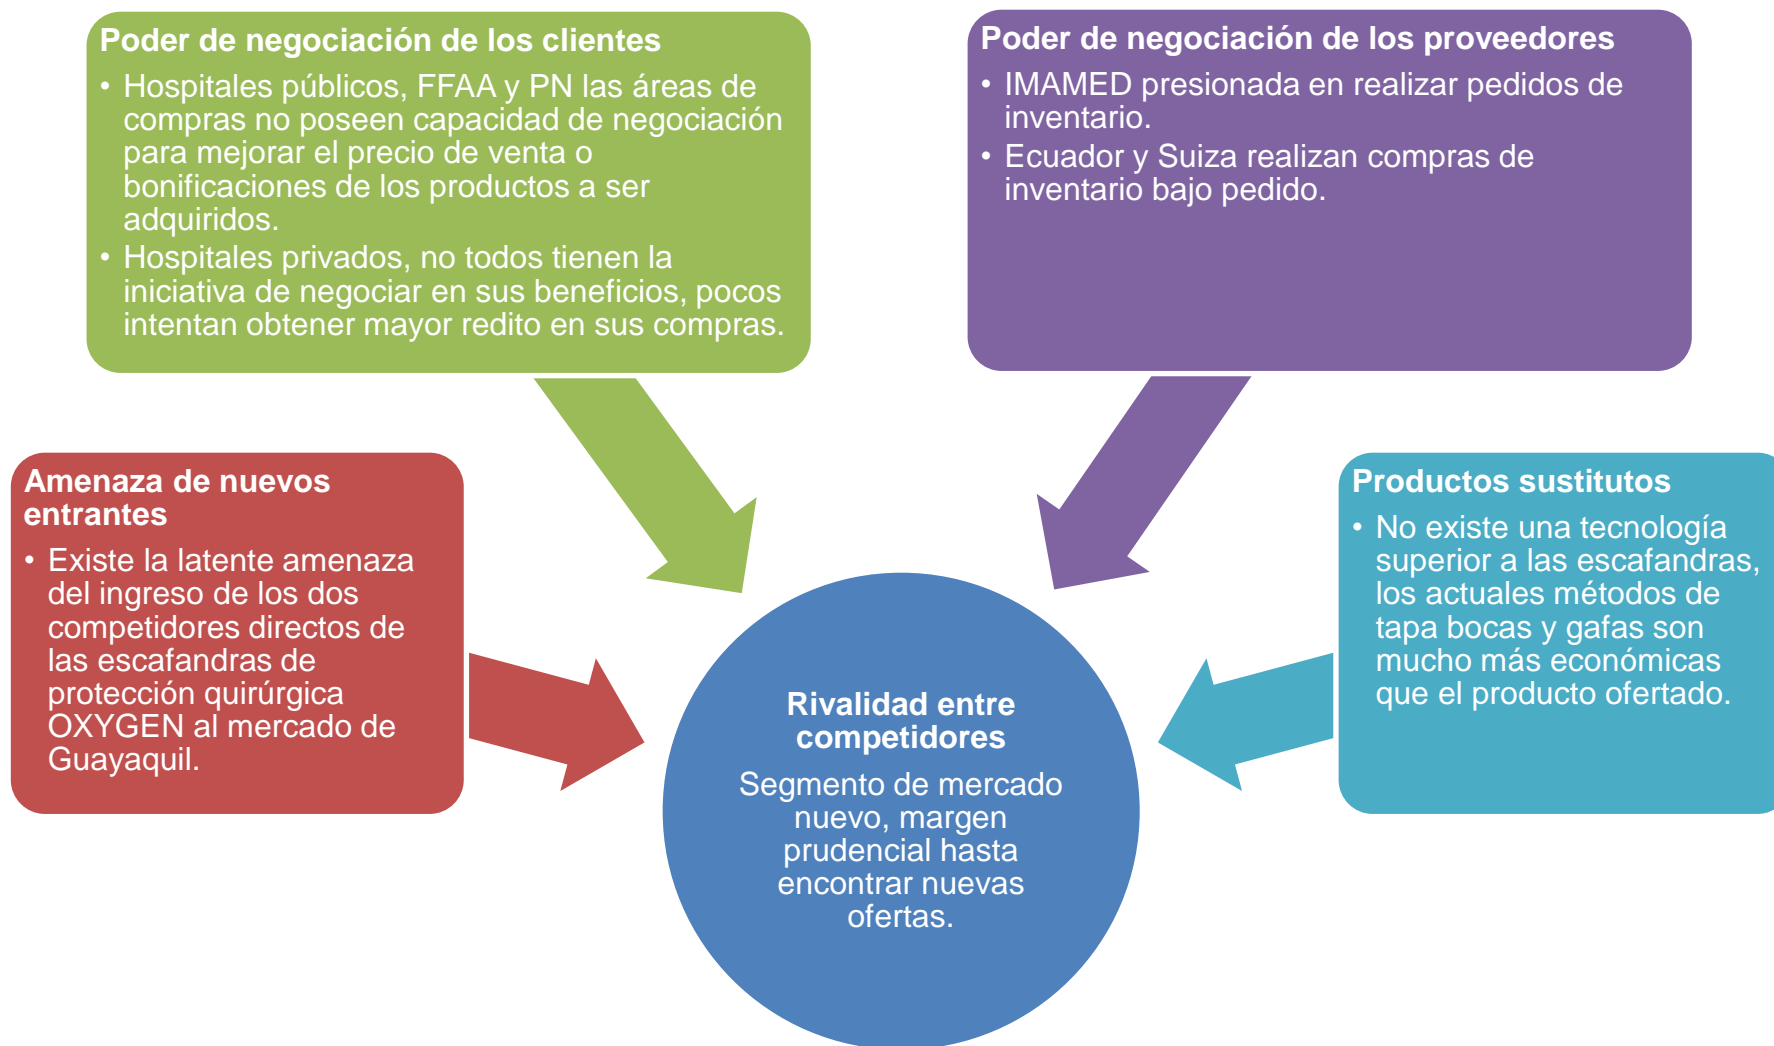 Poder de negociación de los clientes
• Hospitales públicos, FFAA y PN las áreas de
compras no poseen capacidad de negociación
para mejorar el precio de venta o
bonificaciones de los productos a ser
adquiridos.
• Hospitales privados, no todos tienen la
iniciativa de negociar en sus beneficios, pocos
intentan obtener mayor redito en sus compras.
Poder de negociación de los proveedores
• IMAMED presionada en realizar pedidos de
inventario.
• Ecuador y Suiza realizan compras de
inventario bajo pedido.
Amenaza de nuevos
entrantes
• Existe la latente amenaza
del ingreso de los dos
competidores directos de
las escafandras de
protección quirúrgica
OXYGEN al mercado de
Guayaquil.
Productos sustitutos
• No existe una tecnología
superior a las escafandras,
los actuales métodos de
tapa bocas y gafas son
mucho más económicas
que el producto ofertado.
Rivalidad entre
competidores
Segmento de mercado
nuevo, margen
prudencial hasta
encontrar nuevas
ofertas.